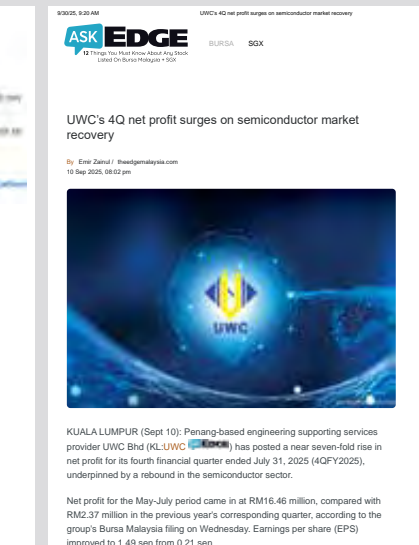 9/30/25, 9:20 AM UWC's 4Q net profit surges on semiconductor market recovery
ASK EDGE
12 Things You Must Know About Any Stock
Listed On Bursa Malaysia + SGX
BURSA SGX
UWC's 4Q net profit surges on semiconductor market
recovery
By Emir Zainul / theedgemalaysia.com
10 Sep 2025, 08:02 pm
UWC
KUALA LUMPUR (Sept 10): Penang-based engineering supporting services
provider UWC Bhd (KL:UWC EDGE) has posted a near seven-fold rise in
net profit for its fourth financial quarter ended July 31, 2025 (4QFY2025),
underpinned by a rebound in the semiconductor sector.
Net profit for the May-July period came in at RM16.46 million, compared with
RM2.37 million in the previous year's corresponding quarter, according to the
group's Bursa Malaysia filing on Wednesday. Earnings per share (EPS)
improved to 1.49 sen from 0.21 sen.